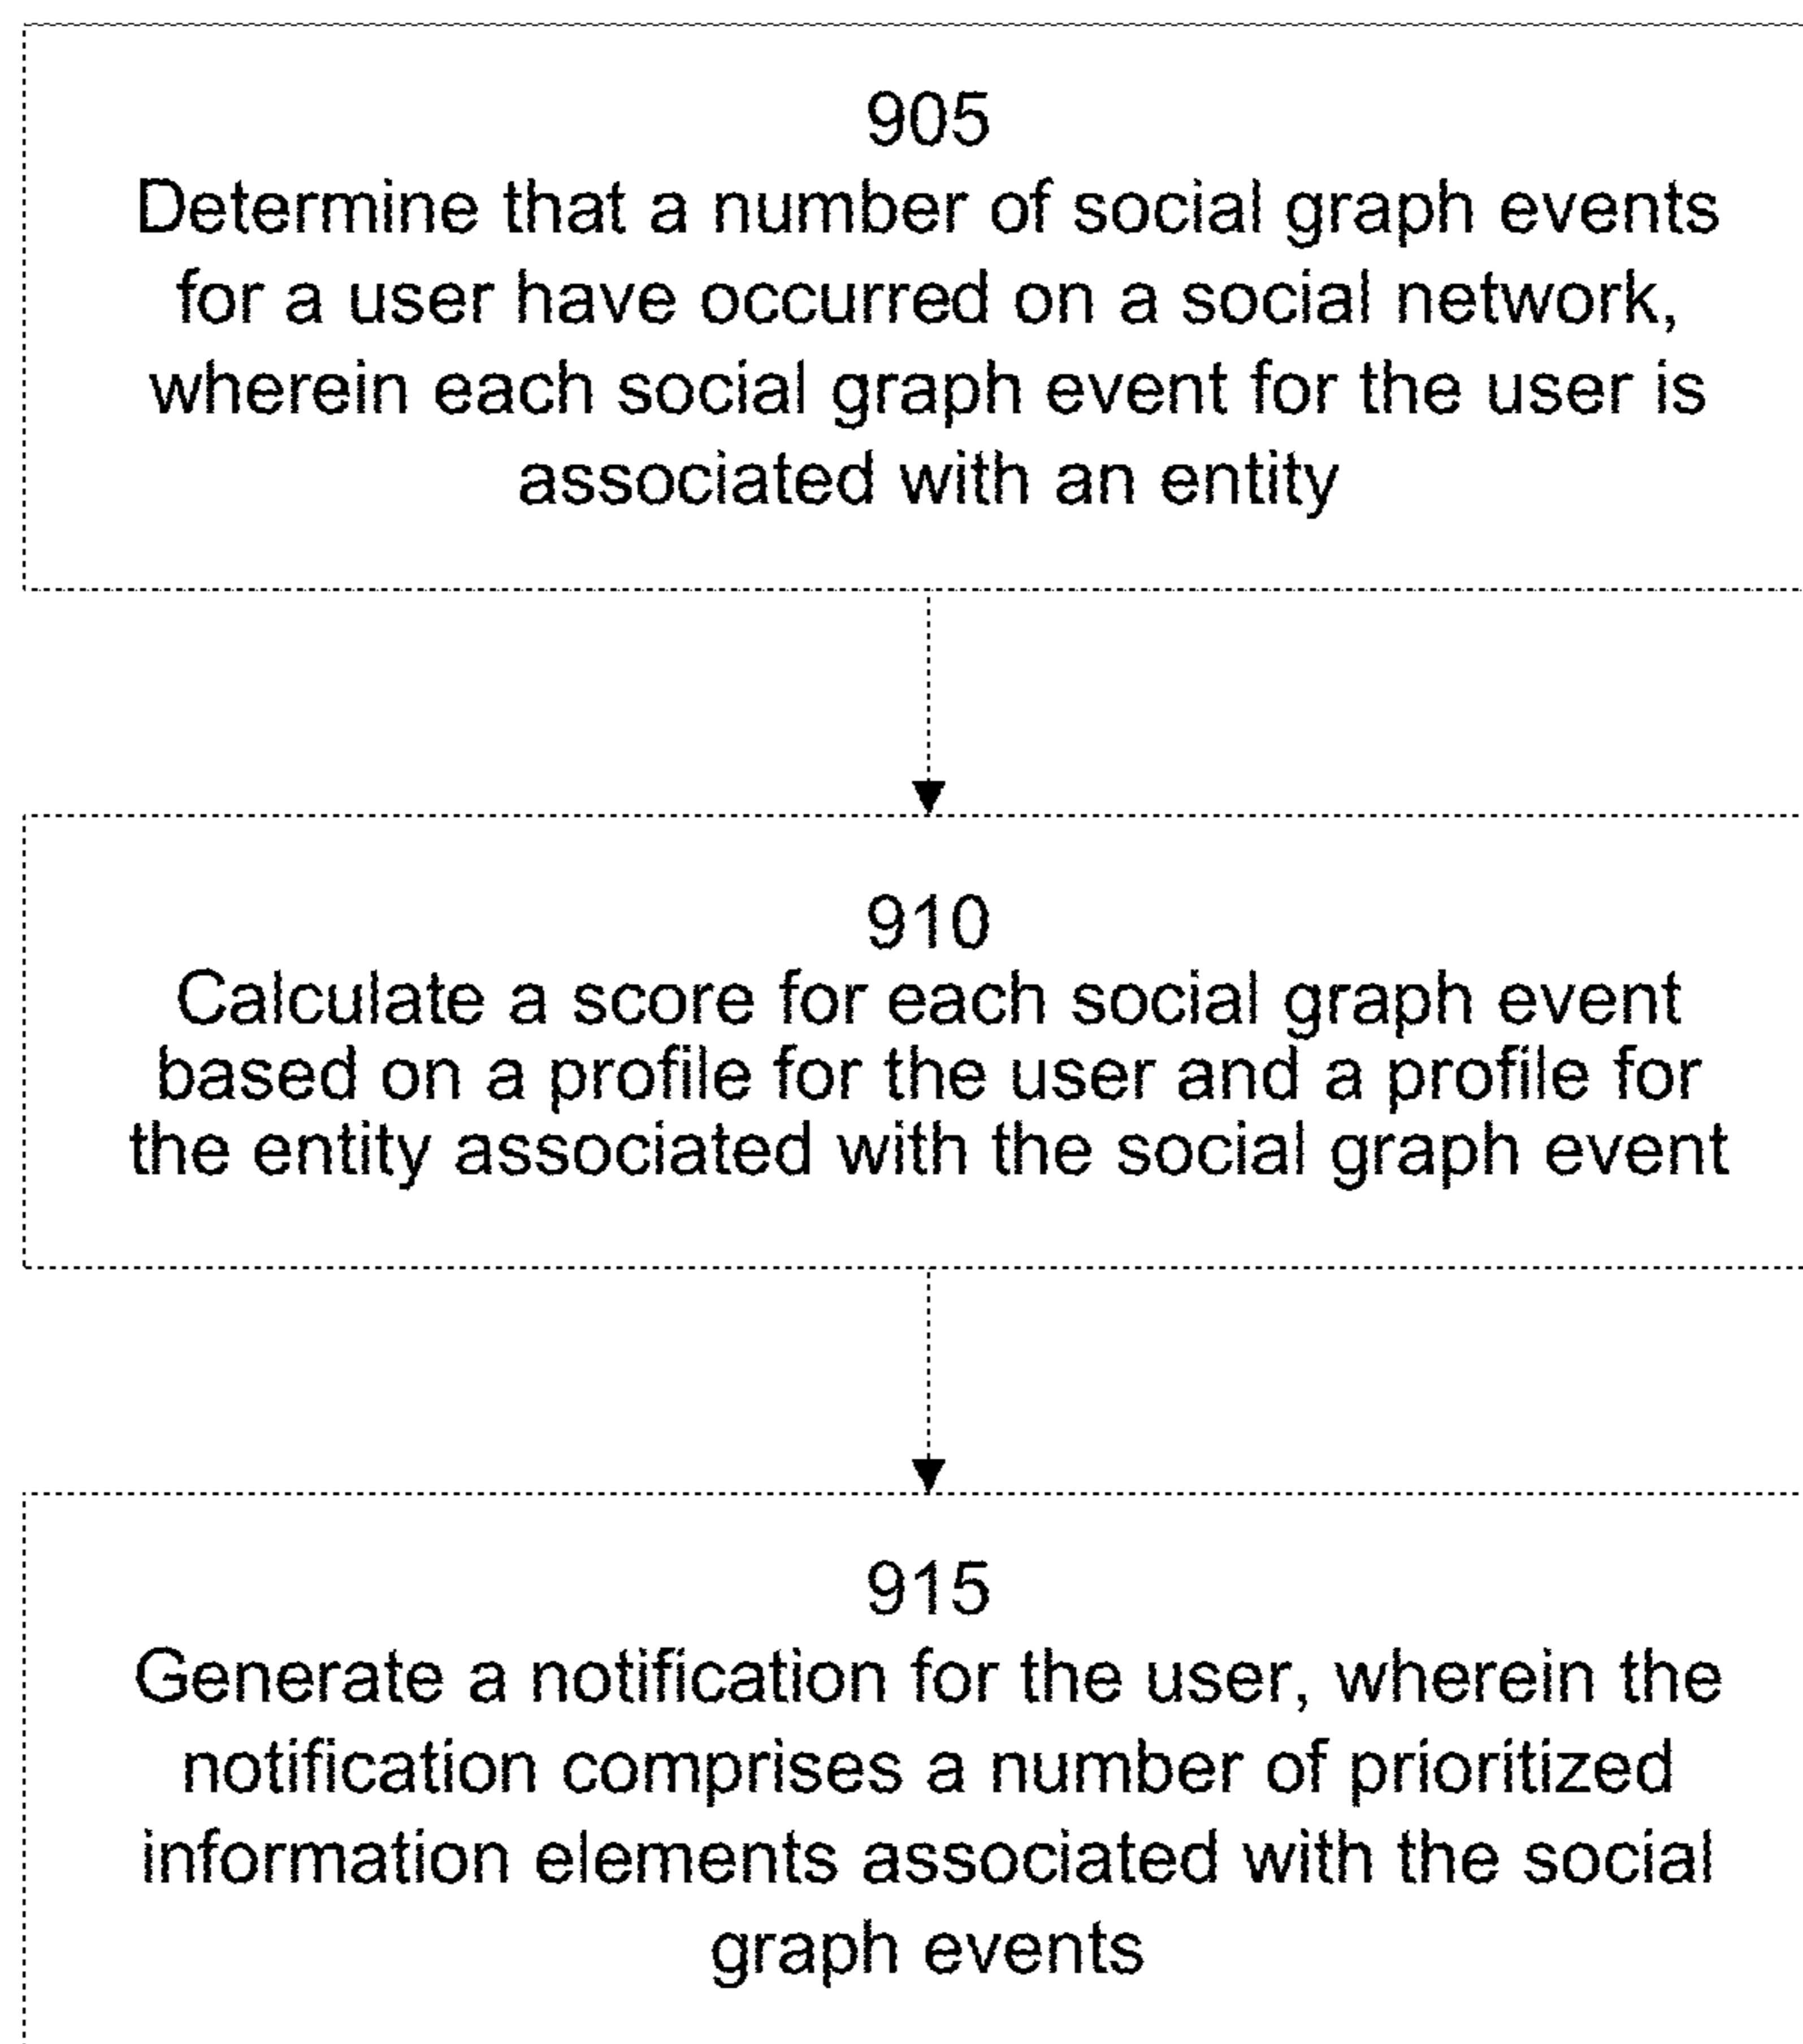 905
Determine that a number of social graph events
for a user have occurred on a social network,
wherein each social graph event for the user is
associated with an entity
910
Calculate a score for each social graph event
based on a profile for the user and a profile for
the entity associated with the social graph event
915
Generate a notification for the user, wherein the
notification comprises a number of prioritized
information elements associated with the social
graph events